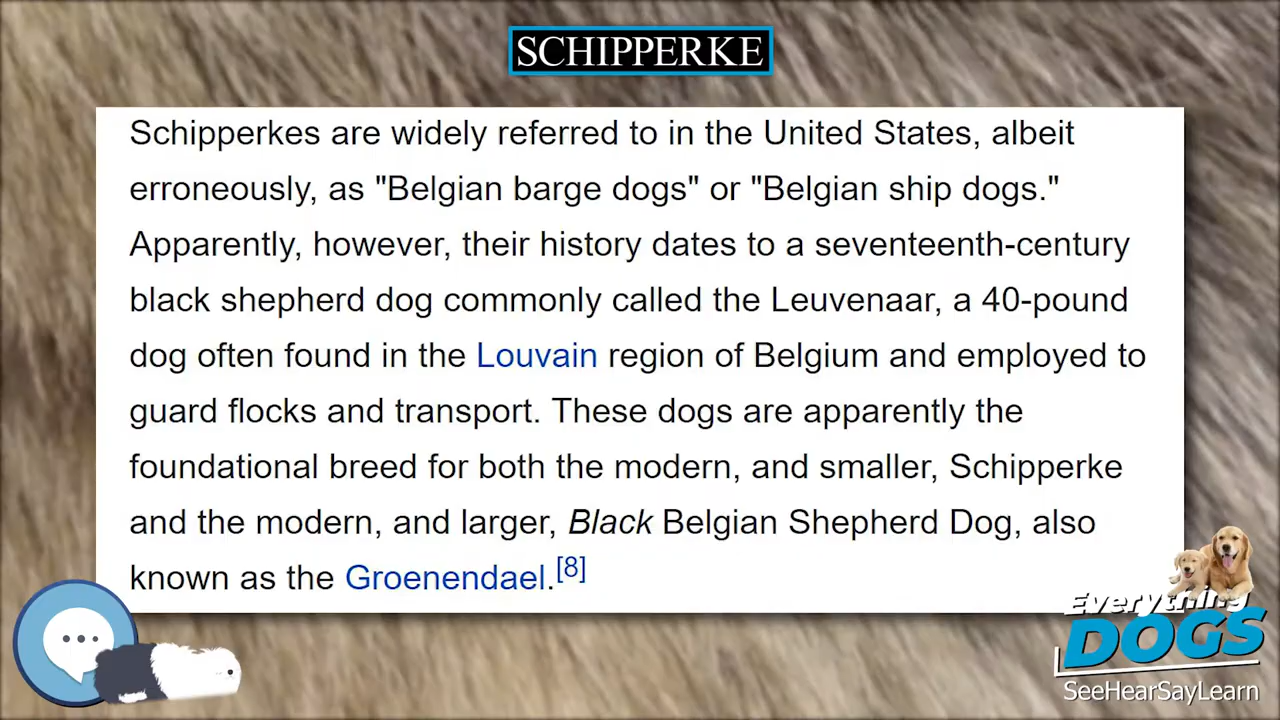 SCHIPPERKE
Schipperkes are widely referred to in the United States, albeit
erroneously, as "Belgian barge dogs" or "Belgian ship dogs."
Apparently, however, their history dates to a seventeenth-century
black shepherd dog commonly called the Leuvenaar, a 40-pound
dog often found in the Louvain region of Belgium and employed to
guard flocks and transport. These dogs are apparently the
foundational breed for both the modern, and smaller, Schipperke
and the modern, and larger, Black Belgian Shepherd Dog, also
known as the Groenendael.[8]
Everything
DOGS
SeeHearSayLearn